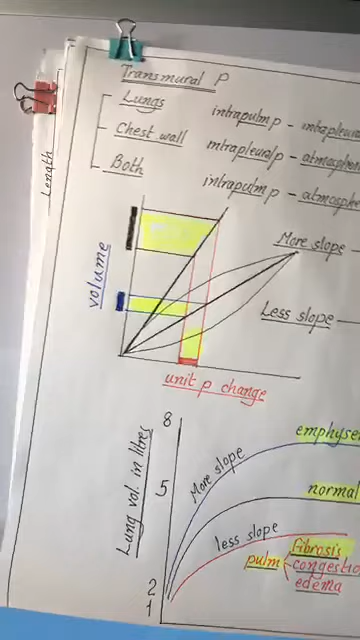 Transmural P
Lungs intrapulm p -
Chest wall intrapleural p -
Both intrapulm p -
Length
volume
More slope
Less slope
unit p change
Lung vol. in litres
8
5
2
1
More slope
normal
less slope
pulm
fibrosis
edema